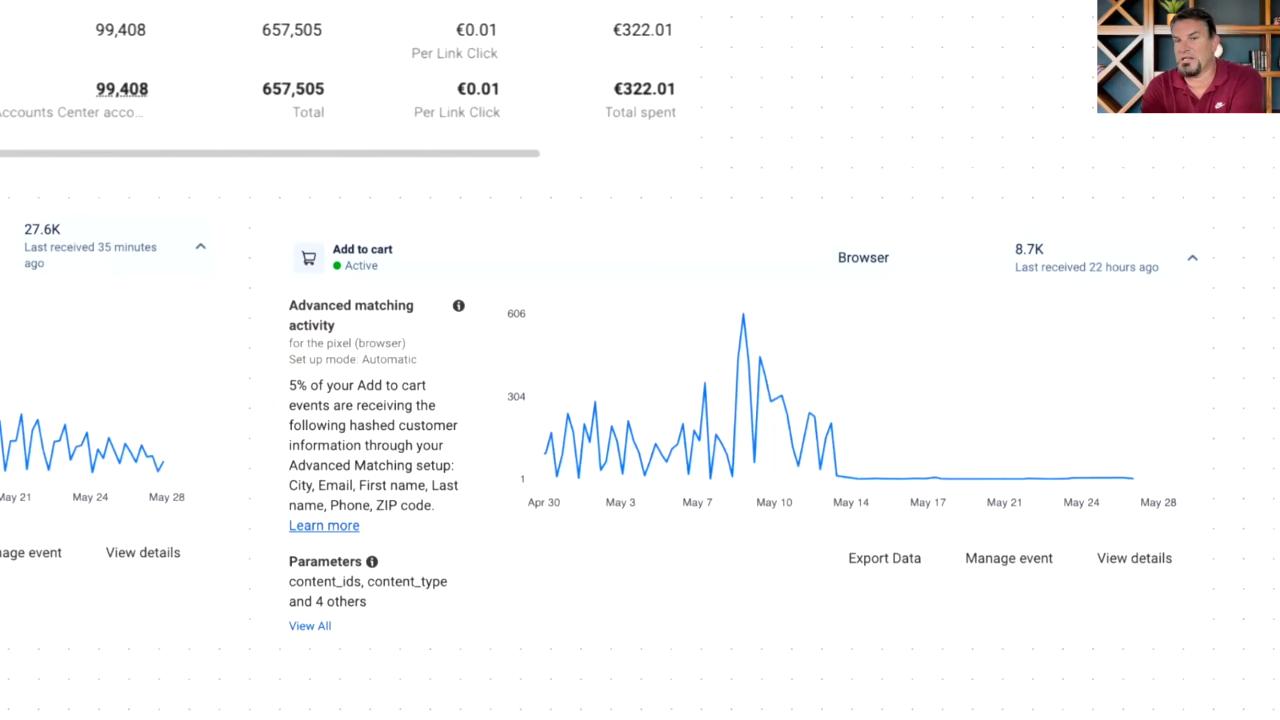 99,408 657,505 €0.01 €322.01
Per Link Click
99,408 657,505 €0.01 €322.01
Accounts Center acco... Total Per Link Click Total spent
27.6K
Last received 35 minutes
ago
Add to cart
Active
Browser
8.7K
Last received 22 hours ago
Advanced matching
activity
for the pixel (browser)
Set up mode: Automatic
5% of your Add to cart
events are receiving the
following hashed customer
information through your
Advanced Matching setup:
City, Email, First name, Last
name, Phone, ZIP code.
Learn more
Parameters
content_ids, content_type
and 4 others
View All
606
304
1
Apr 30 May 3 May 7 May 10 May 14 May 17 May 21 May 24 May 28
Export Data Manage event View details
May 21 May 24 May 28
nage event View details